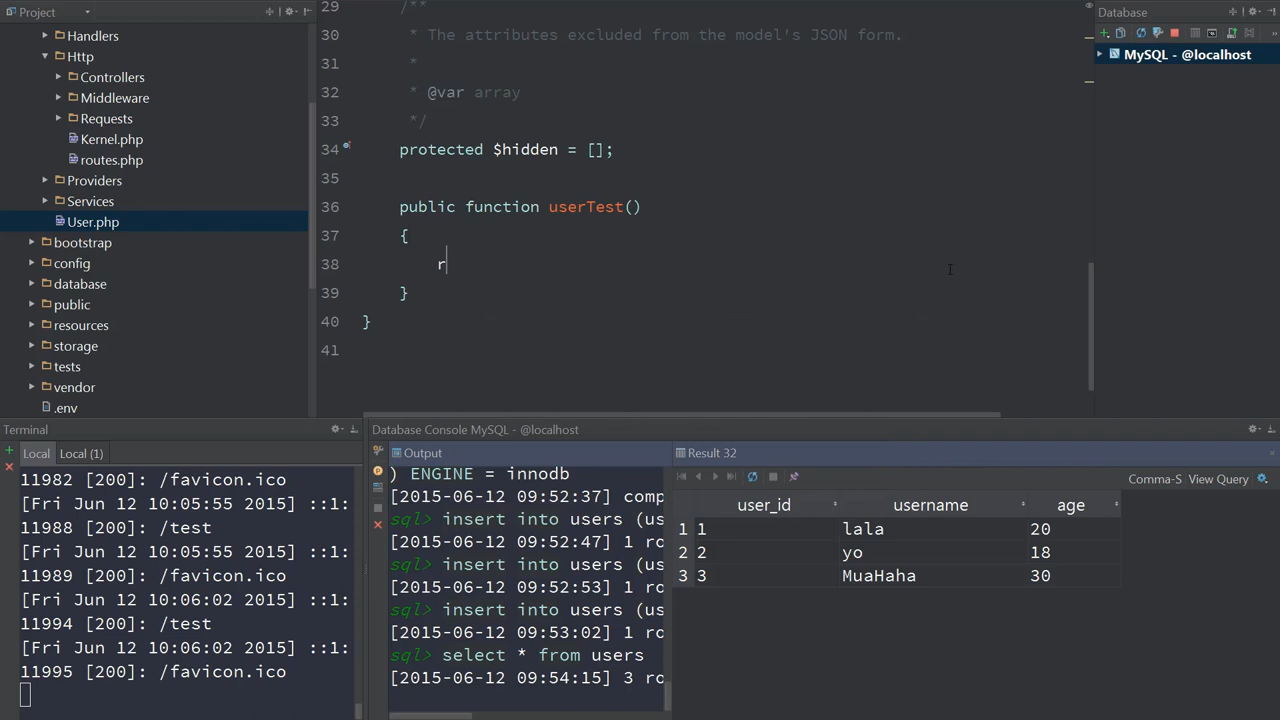 Project
Handlers
Http
Controllers
Middleware
Requests
Kernel.php
routes.php
Providers
Services
User.php
bootstrap
config
database
public
resources
storage
tests
vendor
.env
29 /**
30 * The attributes excluded from the model's JSON form.
31 *
32 * @var array
33 */
34 protected $hidden = [];
35
36 public function userTest()
37 {
38 r
39 }
40 }
41
Database
MySQL - @localhost
Terminal
Local Local (1)
11982 [200]: /favicon.ico
[Fri Jun 12 10:05:55 2015] ::1:
11988 [200]: /test
[Fri Jun 12 10:05:55 2015] ::1:
11989 [200]: /favicon.ico
[Fri Jun 12 10:06:02 2015] ::1:
11994 [200]: /test
[Fri Jun 12 10:06:02 2015] ::1:
11995 [200]: /favicon.ico
Database Console MySQL - @localhost
Output
) ENGINE = innodb
[2015-06-12 09:52:37] comp
sql> insert into users (us
[2015-06-12 09:52:47] 1 ro
sql> insert into users (us
[2015-06-12 09:52:53] 1 ro
sql> insert into users (us
[2015-06-12 09:53:02] 1 ro
sql> select * from users
[2015-06-12 09:54:15] 3 ro
Result 32
Comma-S View Query
user_id username age
1 1 lala 20
2 2 yo 18
3 3 MuaHaha 30